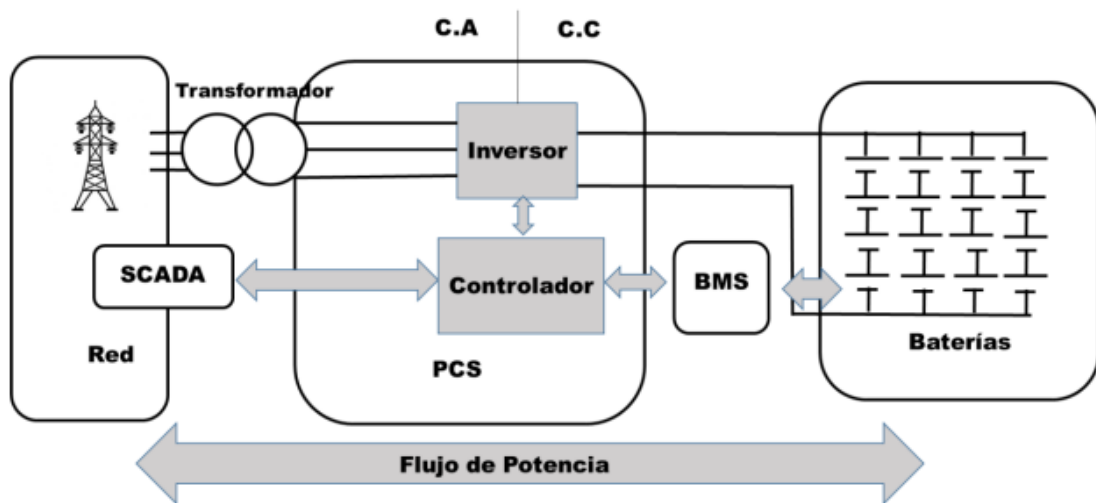 C.A
C.C
Transformador
Inversor
SCADA
Controlador
BMS
Red
PCS
Baterías
Flujo de Potencia